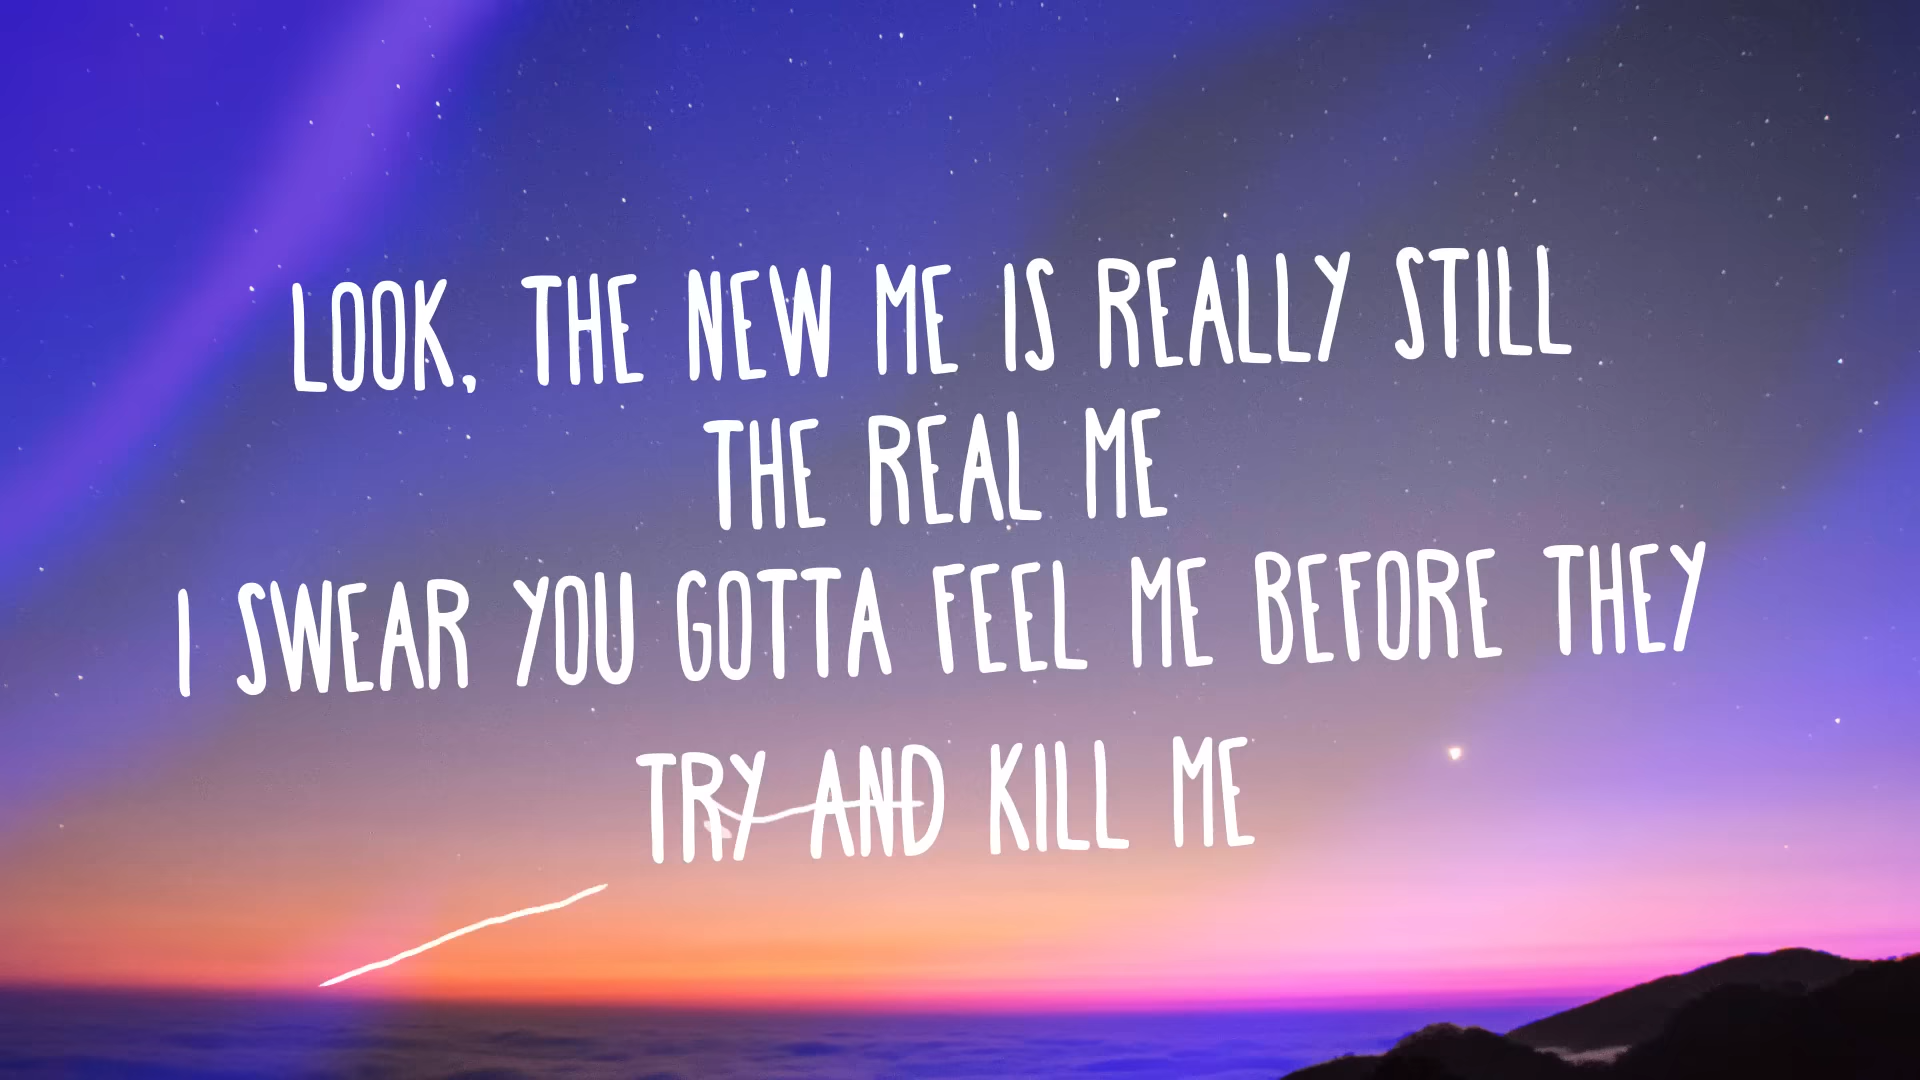 LOOK, THE NEW ME IS REALLY STILL
THE REAL ME
I SWEAR YOU GOTTA FEEL ME BEFORE THEY
TRY AND KILL ME